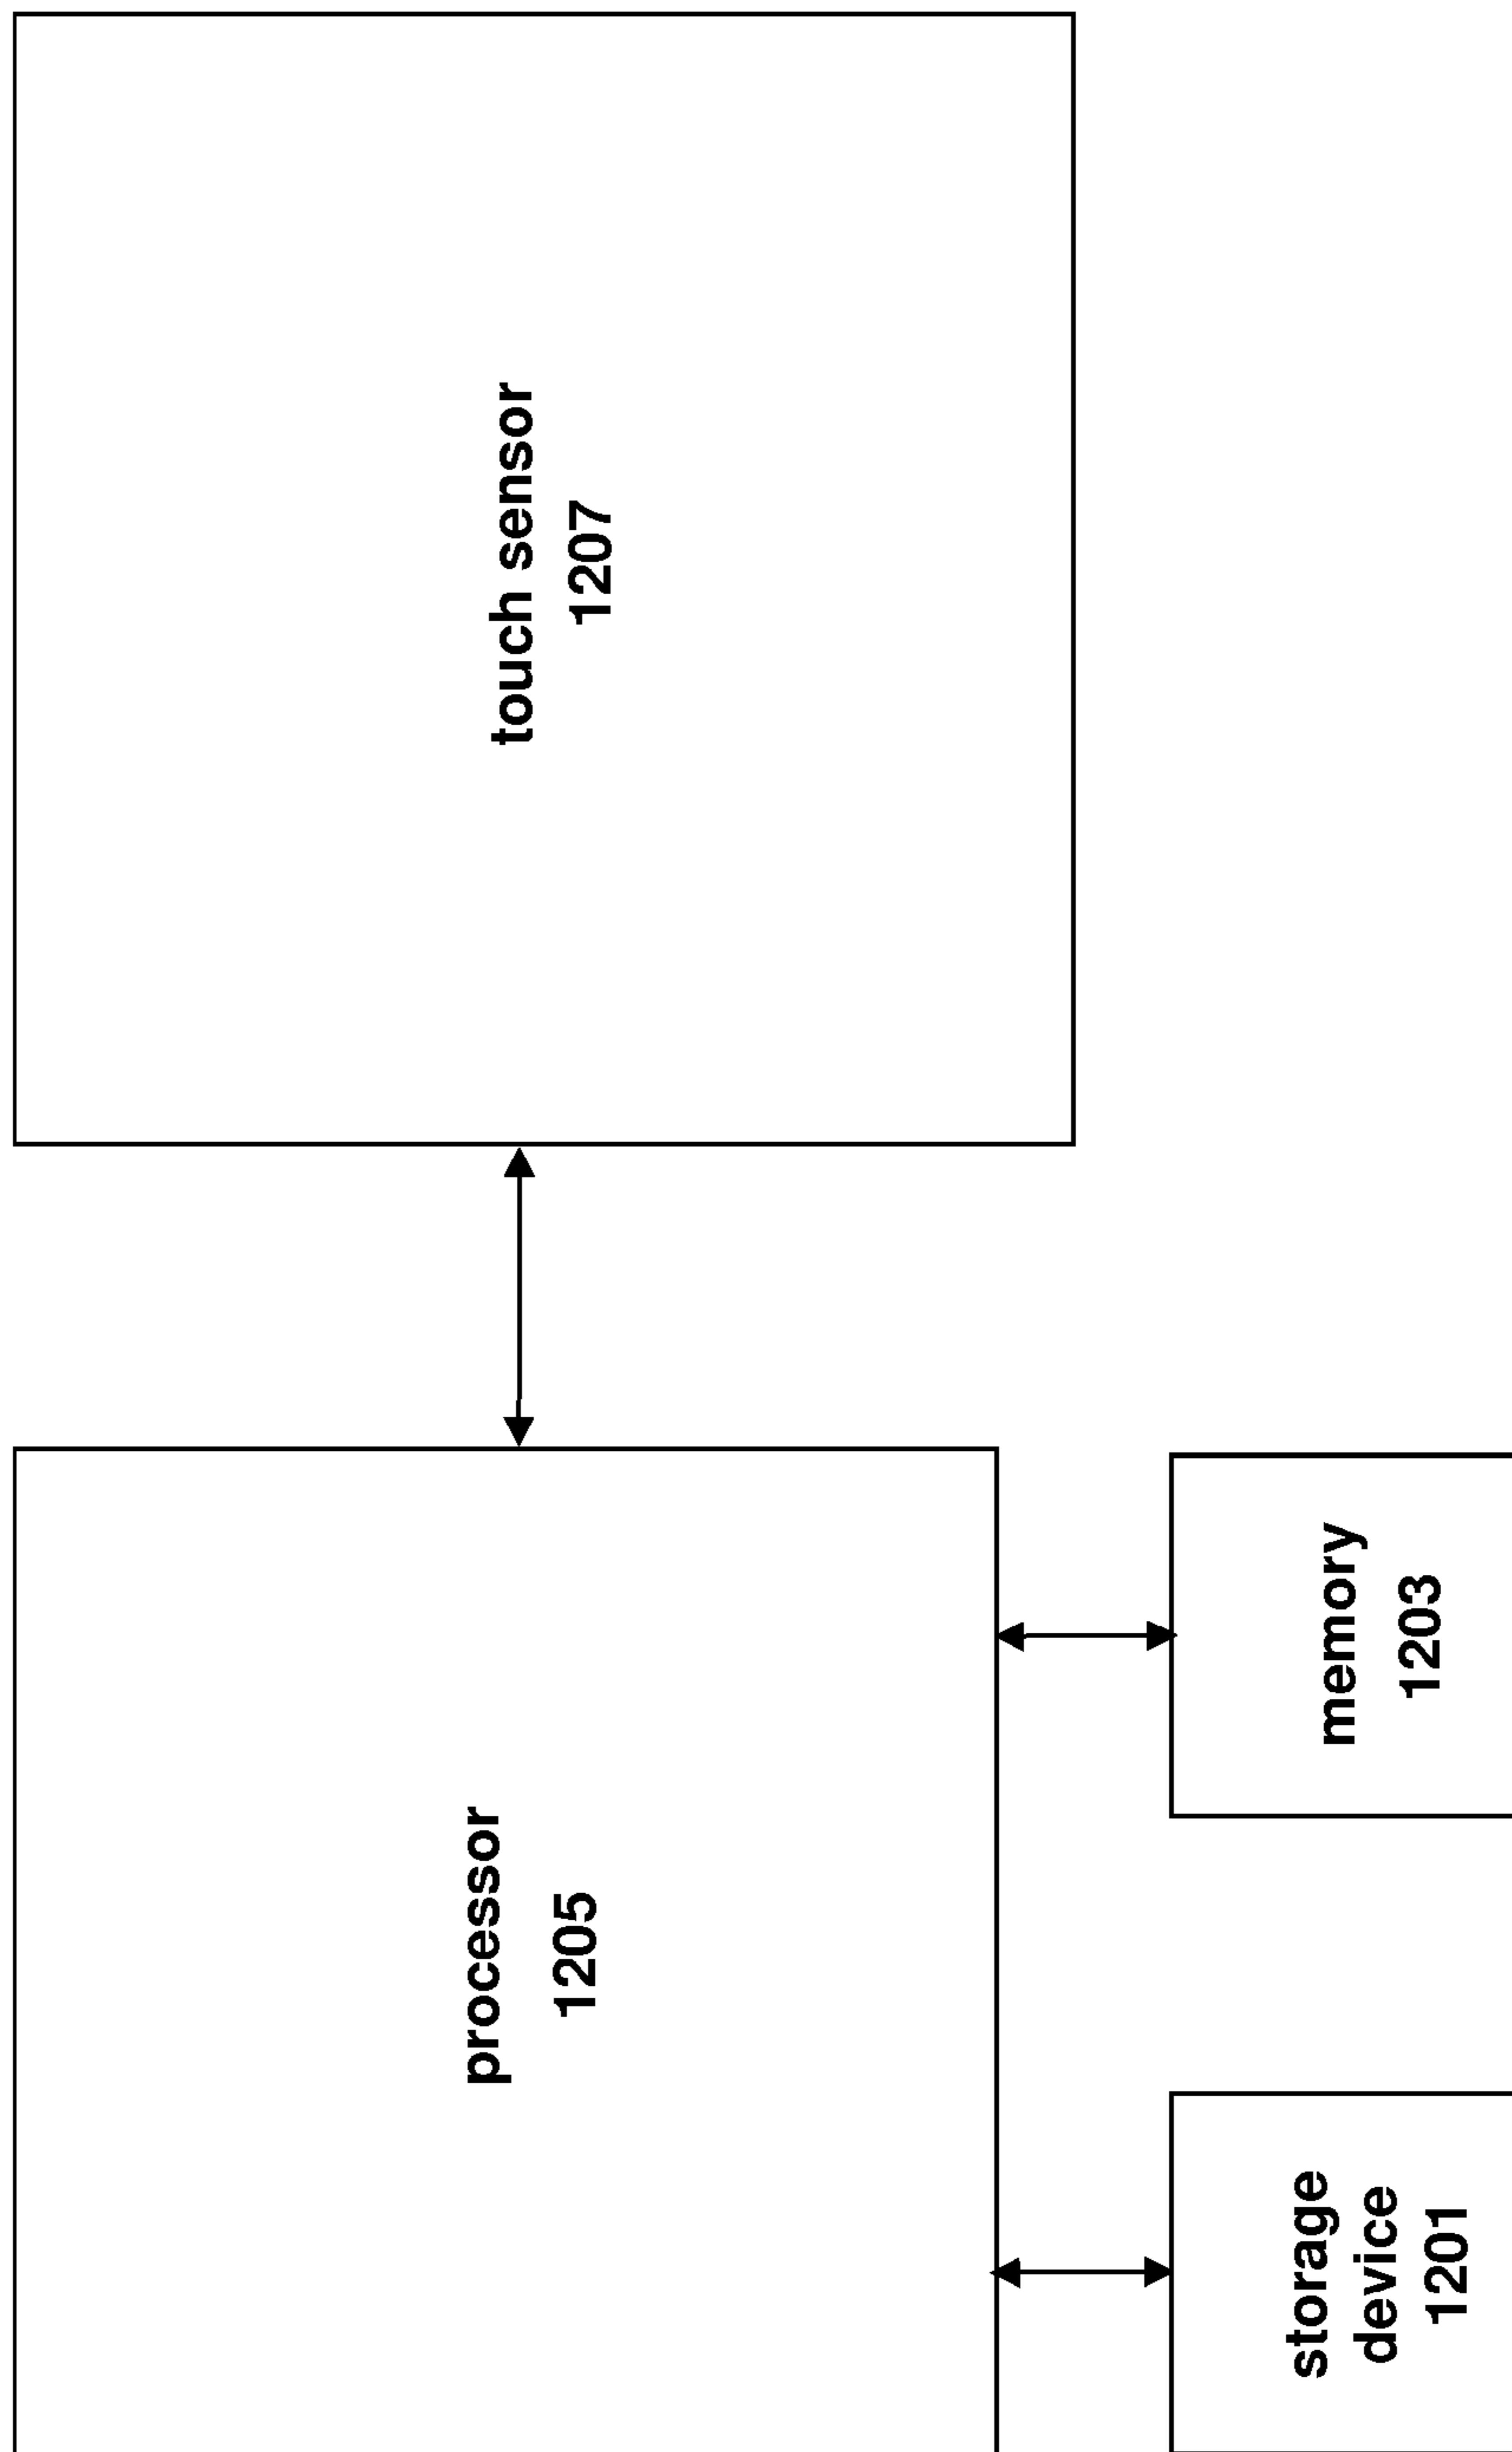 touch sensor
1207
processor
1205
memory
1203
storage
device
1201